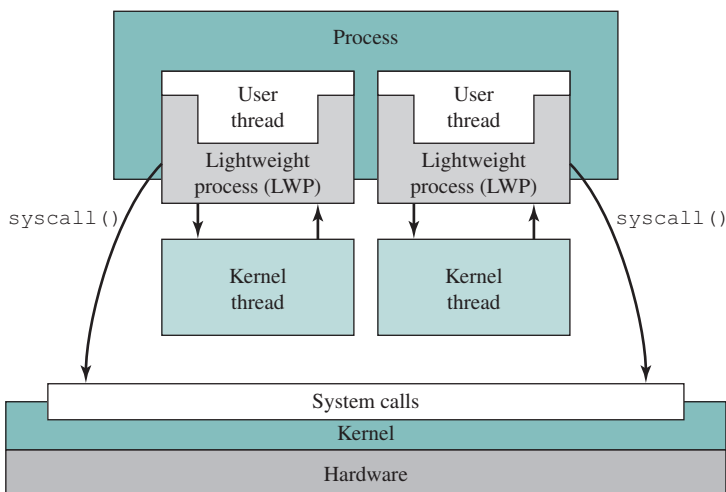 Process
User
thread
User
thread
Lightweight
process (LWP)
Lightweight
process (LWP)
syscall()
syscall()
Kernel
thread
Kernel
thread
System calls
Kernel
Hardware